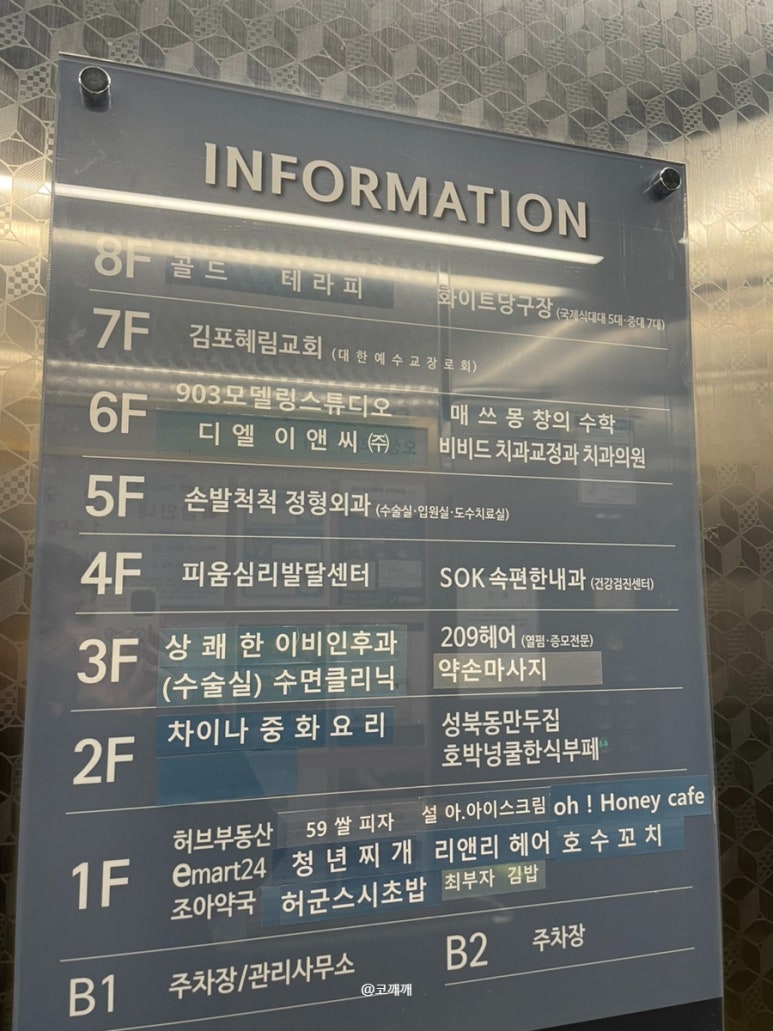 INFORMATION
8F 골드 테라피 화이트당구장 (국제식대대 5대·중대 7대)
7F 김포혜림교회 (대한예수교장로회)
6F 903모델링스튜디오 매쓰몽 창의 수학
디엘 이앤씨 ㈜ 비비드 치과교정과 치과의원
5F 손발척척 정형외과 (수술실·입원실·도수치료실)
4F 피움심리발달센터 SOK 속편한내과 (건강검진센터)
3F 상쾌한 이비인후과 209헤어 (열펌·증모전문)
(수술실) 수면클리닉 약손마사지
2F 차이나 중화요리 성북동만두집
호박넝쿨한식부페
1F 허브부동산 59 쌀 피자 설 아.아이스크림 oh ! Honey cafe
emart24 청년찌개 리앤리 헤어 호수꼬치
조아약국 허군스시초밥 최부자 김밥
B1 주차장/관리사무소 B2 주차장